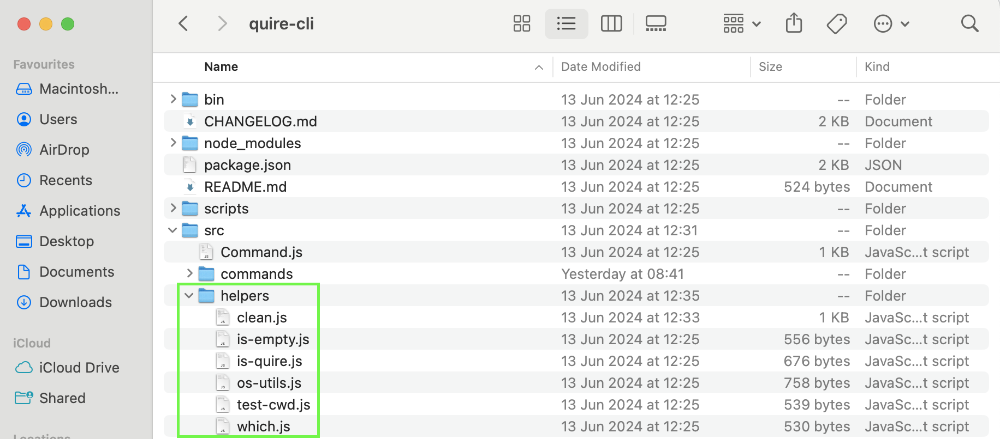 quire-cli
Favourites
Macintosh...
Users
AirDrop
Recents
Applications
Desktop
Documents
Downloads
iCloud
iCloud Drive
Shared
Locations
Name Date Modified Size Kind
bin 13 Jun 2024 at 12:25 -- Folder
CHANGELOG.md 13 Jun 2024 at 12:25 2 KB Document
node_modules 13 Jun 2024 at 12:25 -- Folder
package.json 13 Jun 2024 at 12:25 2 KB JSON
README.md 13 Jun 2024 at 12:25 524 bytes Document
scripts 13 Jun 2024 at 12:25 -- Folder
src 13 Jun 2024 at 12:31 -- Folder
Command.js 13 Jun 2024 at 12:25 1 KB JavaSc...t script
commands Yesterday at 08:41 -- Folder
helpers 13 Jun 2024 at 12:35 -- Folder
clean.js 13 Jun 2024 at 12:33 1 KB JavaSc...t script
is-empty.js 13 Jun 2024 at 12:25 556 bytes JavaSc...t script
is-quire.js 13 Jun 2024 at 12:25 676 bytes JavaSc...t script
os-utils.js 13 Jun 2024 at 12:25 758 bytes JavaSc...t script
test-cwd.js 13 Jun 2024 at 12:25 539 bytes JavaSc...t script
which.js 13 Jun 2024 at 12:25 530 bytes JavaSc...t script